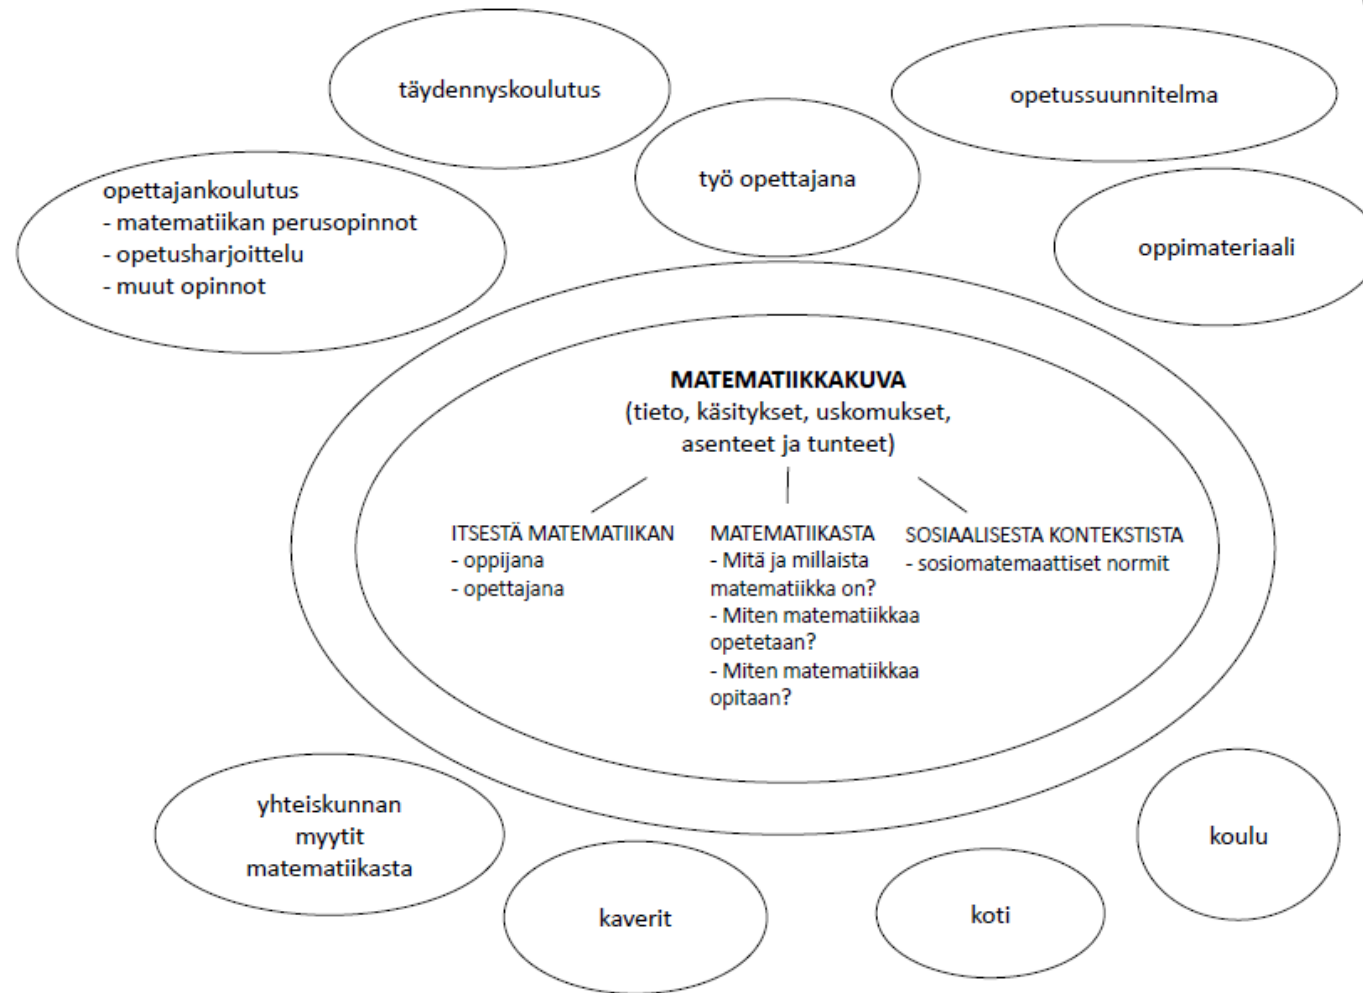 täydennyskoulutus
opetussuunnitelma
työ opettajana
opettajankoulutus
- matematiikan perusopinnot
- opetusharjoittelu
- muut opinnot
oppimateriaali
MATEMATIIKKAKUVA
(tieto, käsitykset, uskomukset,
asenteet ja tunteet)
ITSESTÄ MATEMATIIKAN
- oppijana
- opettajana
MATEMATIIKASTA
- Mitä ja millaista
matematiikka on?
- Miten matematiikkaa
opetetaan?
- Miten matematiikkaa
opitaan?
SOSIAALISESTA KONTEKSTISTA
- sosiomatemaattiset normit
yhteiskunnan
myytit
matematiikasta
kaverit
koti
koulu